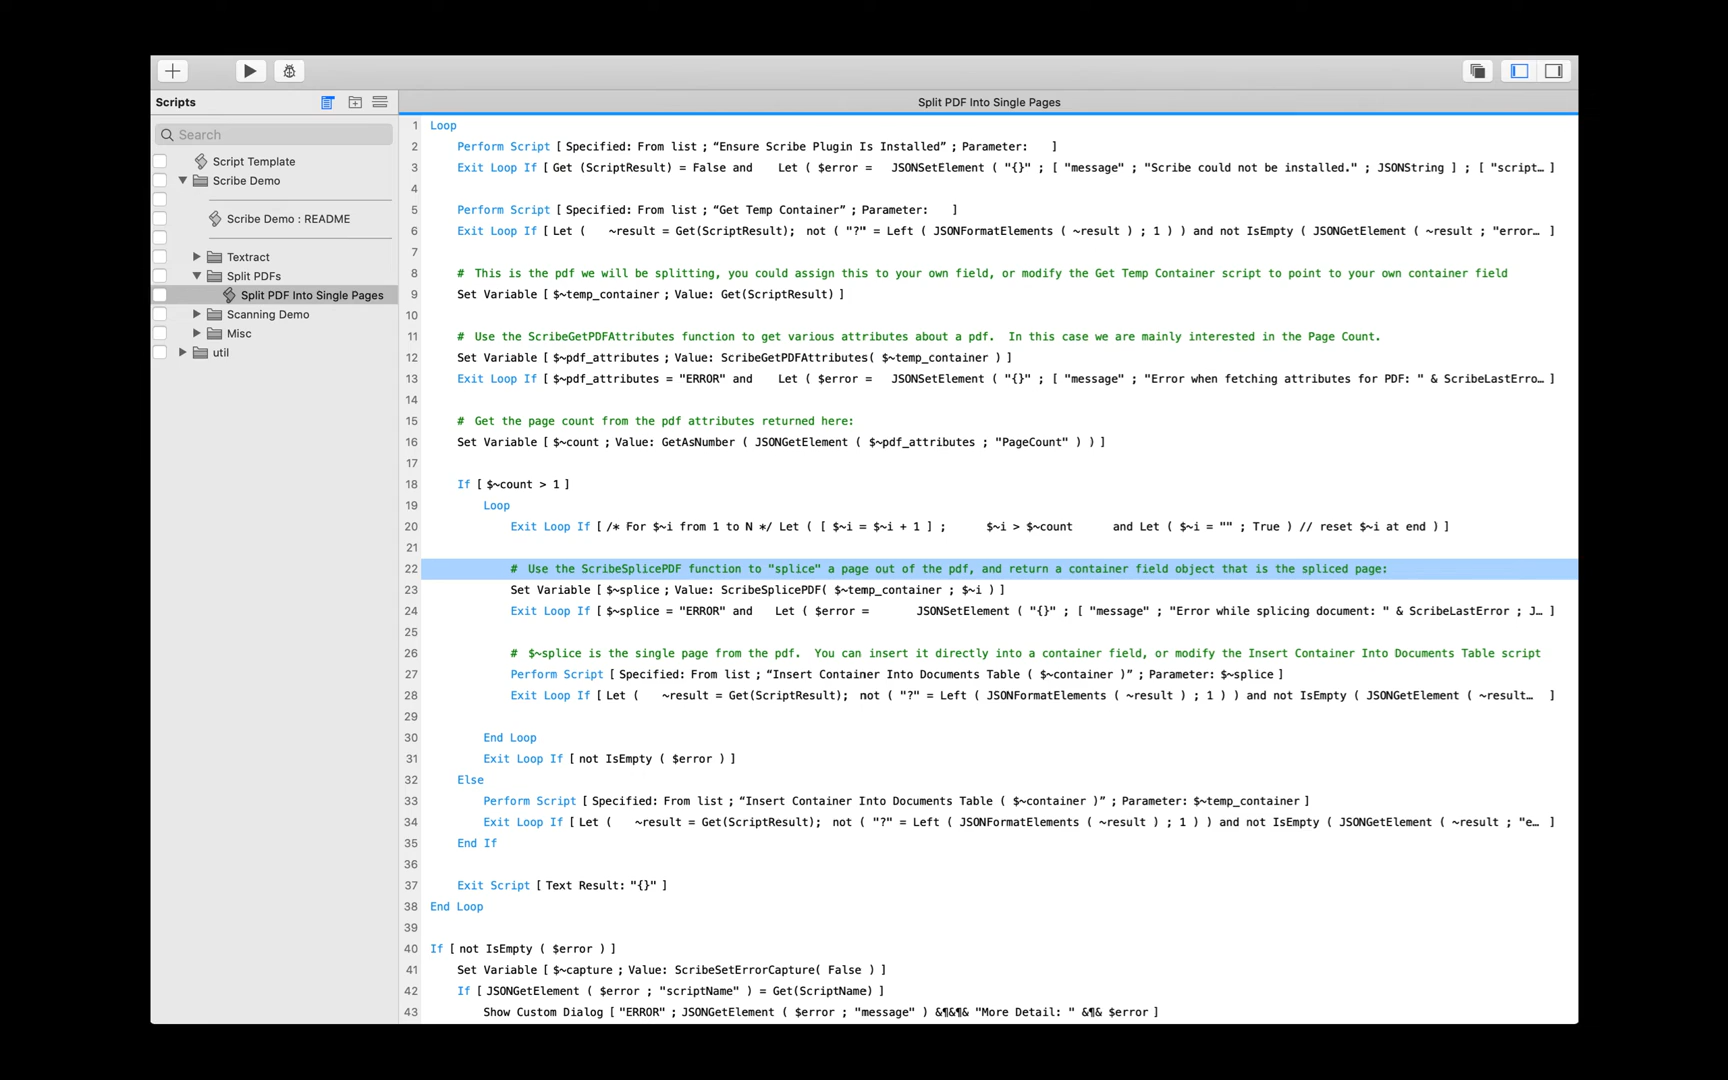 Scripts
Split PDF Into Single Pages
Search
Script Template
Scribe Demo
Scribe Demo : README
Textract
Split PDFs
Split PDF Into Single Pages
Scanning Demo
Misc
util
1 Loop
2 Perform Script [ Specified: From list ; “Ensure Scribe Plugin Is Installed” ; Parameter: ]
3 Exit Loop If [ Get (ScriptResult) = False and Let ( $error = JSONSetElement ( "{}" ; [ "message" ; "Scribe could not be installed." ; JSONString ] ; [ "script… ]
4
5 Perform Script [ Specified: From list ; “Get Temp Container” ; Parameter: ]
6 Exit Loop If [ Let ( ~result = Get(ScriptResult); not ( "?" = Left ( JSONFormatElements ( ~result ) ; 1 ) ) and not IsEmpty ( JSONGetElement ( ~result ; "error… ]
7
8 # This is the pdf we will be splitting, you could assign this to your own field, or modify the Get Temp Container script to point to your own container field
9 Set Variable [ $~temp_container ; Value: Get(ScriptResult) ]
10
11 # Use the ScribeGetPDFAttributes function to get various attributes about a pdf. In this case we are mainly interested in the Page Count.
12 Set Variable [ $~pdf_attributes ; Value: ScribeGetPDFAttributes( $~temp_container ) ]
13 Exit Loop If [ $~pdf_attributes = "ERROR" and Let ( $error = JSONSetElement ( "{}" ; [ "message" ; "Error when fetching attributes for PDF: " & ScribeLastErro… ]
14
15 # Get the page count from the pdf attributes returned here:
16 Set Variable [ $~count ; Value: GetAsNumber ( JSONGetElement ( $~pdf_attributes ; "PageCount" ) ) ]
17
18 If [ $~count > 1 ]
19 Loop
20 Exit Loop If [ /* For $~i from 1 to N */ Let ( [ $~i = $~i + 1 ] ; $~i > $~count and Let ( $~i = "" ; True ) // reset $~i at end ) ]
21
22 # Use the ScribeSplicePDF function to "splice" a page out of the pdf, and return a container field object that is the spliced page:
23 Set Variable [ $~splice ; Value: ScribeSplicePDF( $~temp_container ; $~i ) ]
24 Exit Loop If [ $~splice = "ERROR" and Let ( $error = JSONSetElement ( "{}" ; [ "message" ; "Error while splicing document: " & ScribeLastError ; J… ]
25
26 # $~splice is the single page from the pdf. You can insert it directly into a container field, or modify the Insert Container Into Documents Table script
27 Perform Script [ Specified: From list ; “Insert Container Into Documents Table ( $~container )” ; Parameter: $~splice ]
28 Exit Loop If [ Let ( ~result = Get(ScriptResult); not ( "?" = Left ( JSONFormatElements ( ~result ) ; 1 ) ) and not IsEmpty ( JSONGetElement ( ~result… ]
29
30 End Loop
31 Exit Loop If [ not IsEmpty ( $error ) ]
32 Else
33 Perform Script [ Specified: From list ; “Insert Container Into Documents Table ( $~container )” ; Parameter: $~temp_container ]
34 Exit Loop If [ Let ( ~result = Get(ScriptResult); not ( "?" = Left ( JSONFormatElements ( ~result ) ; 1 ) ) and not IsEmpty ( JSONGetElement ( ~result ; "e… ]
35 End If
36
37 Exit Script [ Text Result: "{}" ]
38 End Loop
39
40 If [ not IsEmpty ( $error ) ]
41 Set Variable [ $~capture ; Value: ScribeSetErrorCapture( False ) ]
42 If [ JSONGetElement ( $error ; "scriptName" ) = Get(ScriptName) ]
43 Show Custom Dialog [ "ERROR" ; JSONGetElement ( $error ; "message" ) &¶&¶& "More Detail: " &¶& $error ]